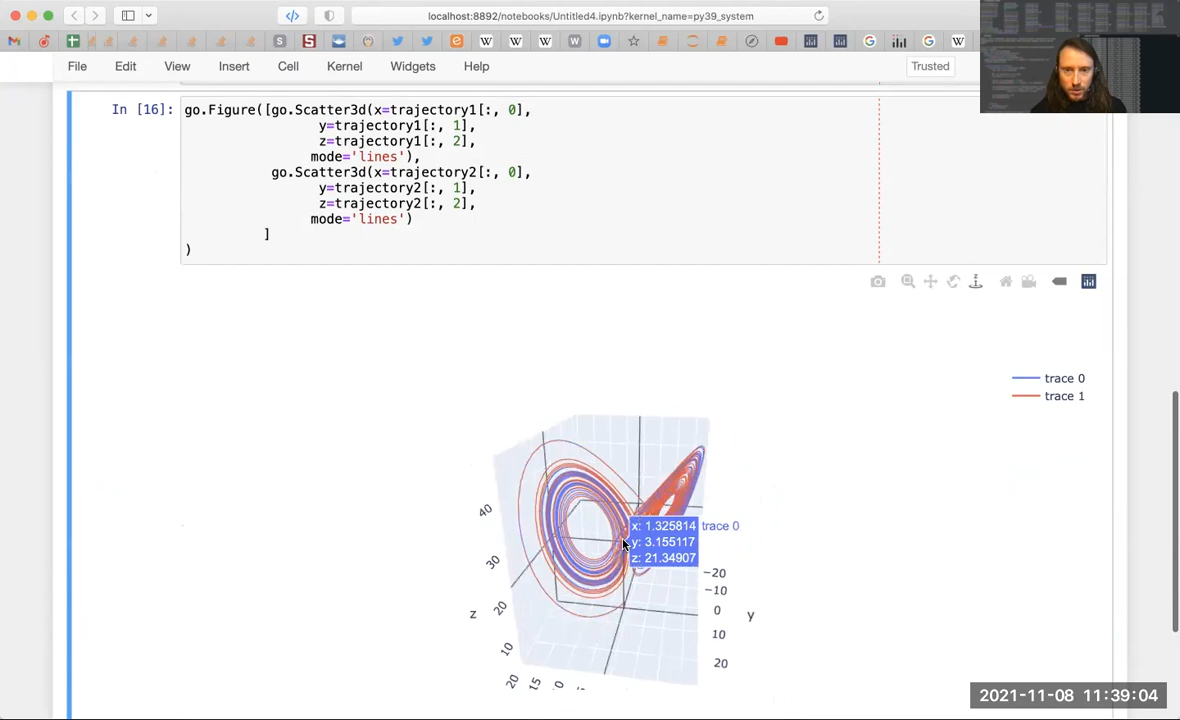 localhost:8892/notebooks/Untitled4.ipynb?kernel_name=py39_system
File Edit View Insert Cell Kernel Widgets Help
Trusted
In [16]: go.Figure([go.Scatter3d(x=trajectory1[:, 0],
y=trajectory1[:, 1],
z=trajectory1[:, 2],
mode='lines'),
go.Scatter3d(x=trajectory2[:, 0],
y=trajectory2[:, 1],
z=trajectory2[:, 2],
mode='lines')
]
)
trace 0
trace 1
x: 1.325814 trace 0
y: 3.155117
z: 21.34907
40
30
20
10
z
20
15
0
−20
−10
0
10
20
y
2021-11-08 11:39:04